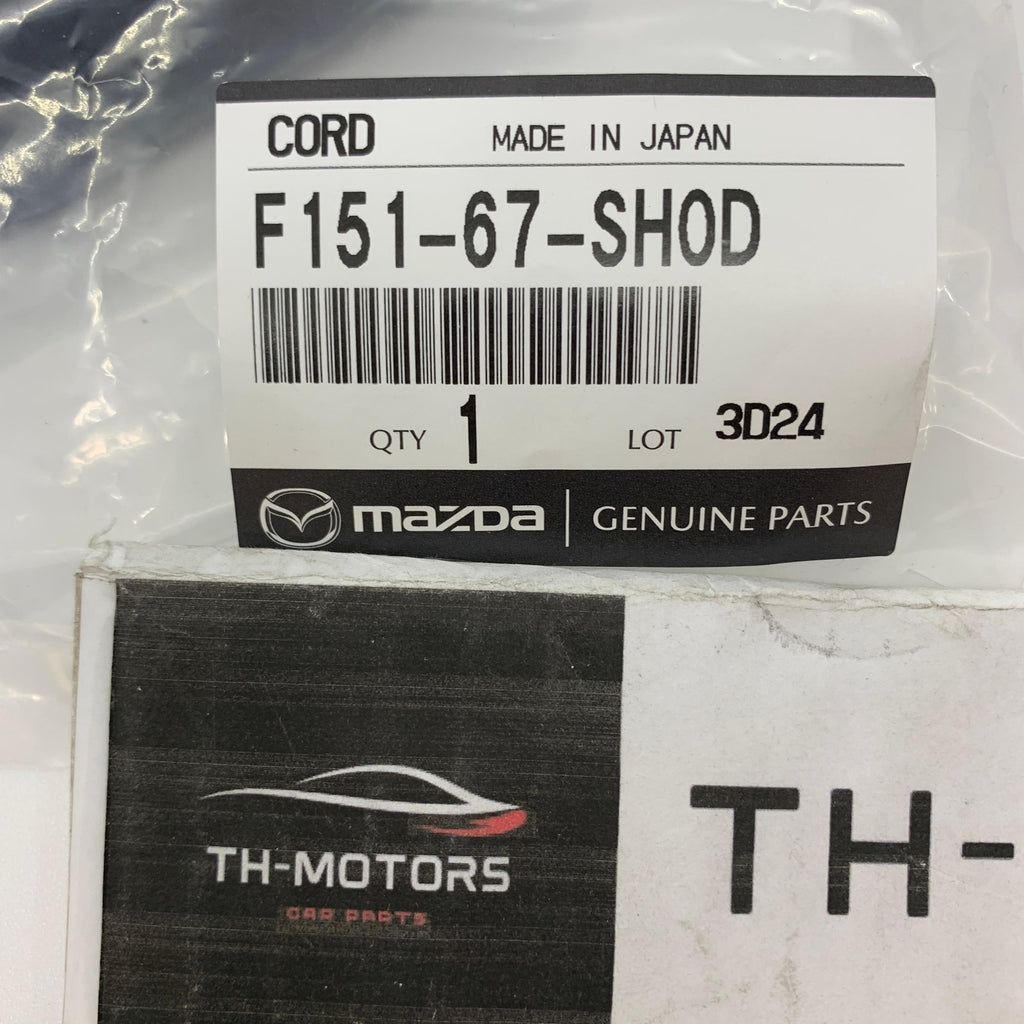 CORD MADE IN JAPAN
F151-67-SH0D
QTY 1 LOT 3D24
mazda GENUINE PARTS
TH-MOTORS
CAR PARTS
TH-